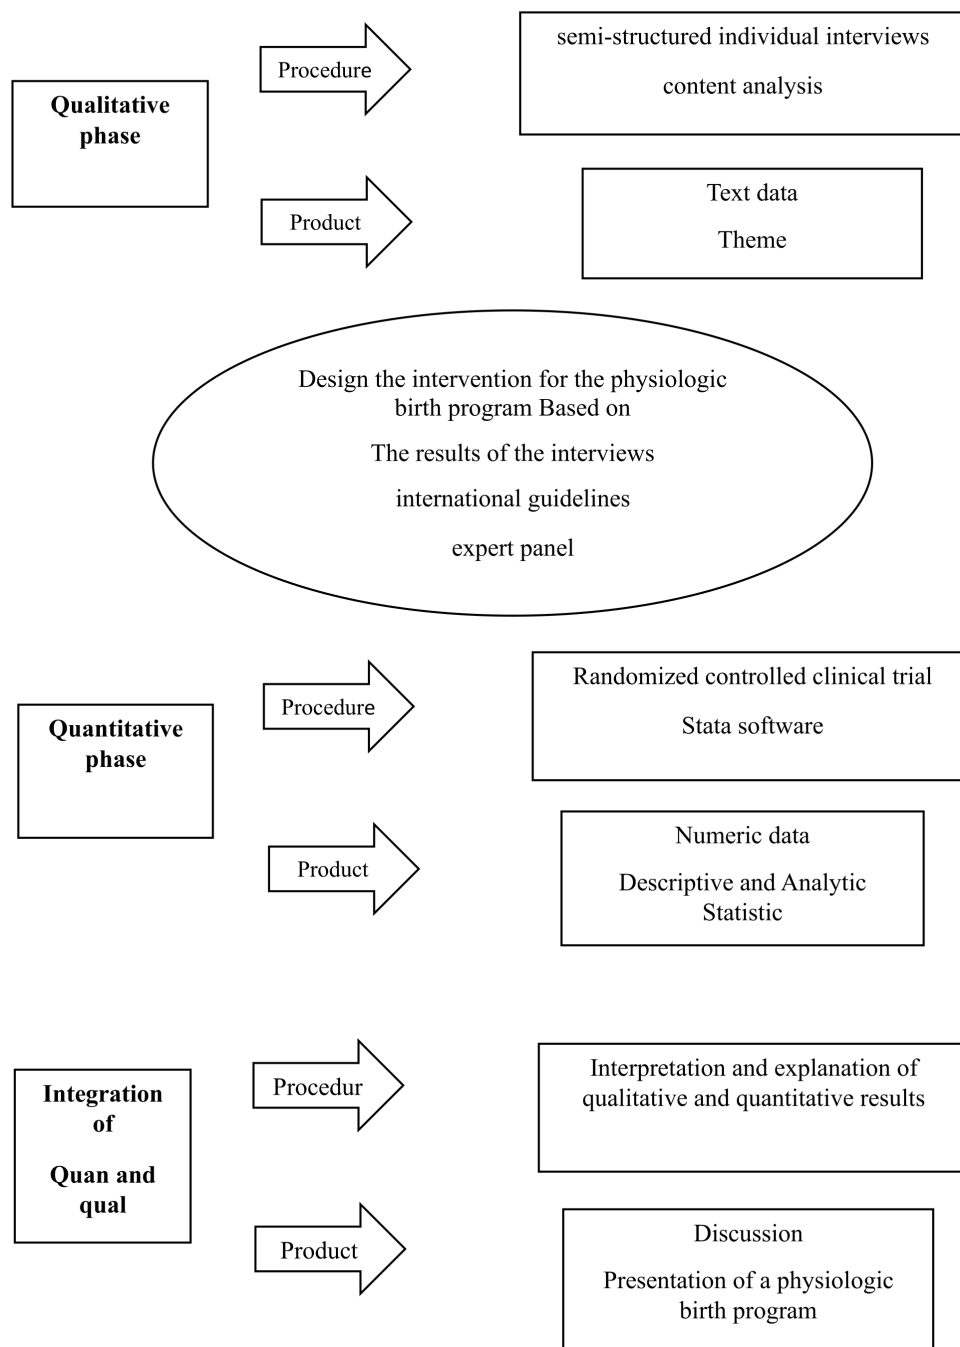 Qualitative
phase
Procedure
semi-structured individual interviews
content analysis
Product
Text data
Theme
Design the intervention for the physiologic
birth program Based on
The results of the interviews
international guidelines
expert panel
Quantitative
phase
Procedure
Randomized controlled clinical trial
Stata software
Product
Numeric data
Descriptive and Analytic
Statistic
Integration
of
Quan and
qual
Procedur
Interpretation and explanation of
qualitative and quantitative results
Product
Discussion
Presentation of a physiologic
birth program